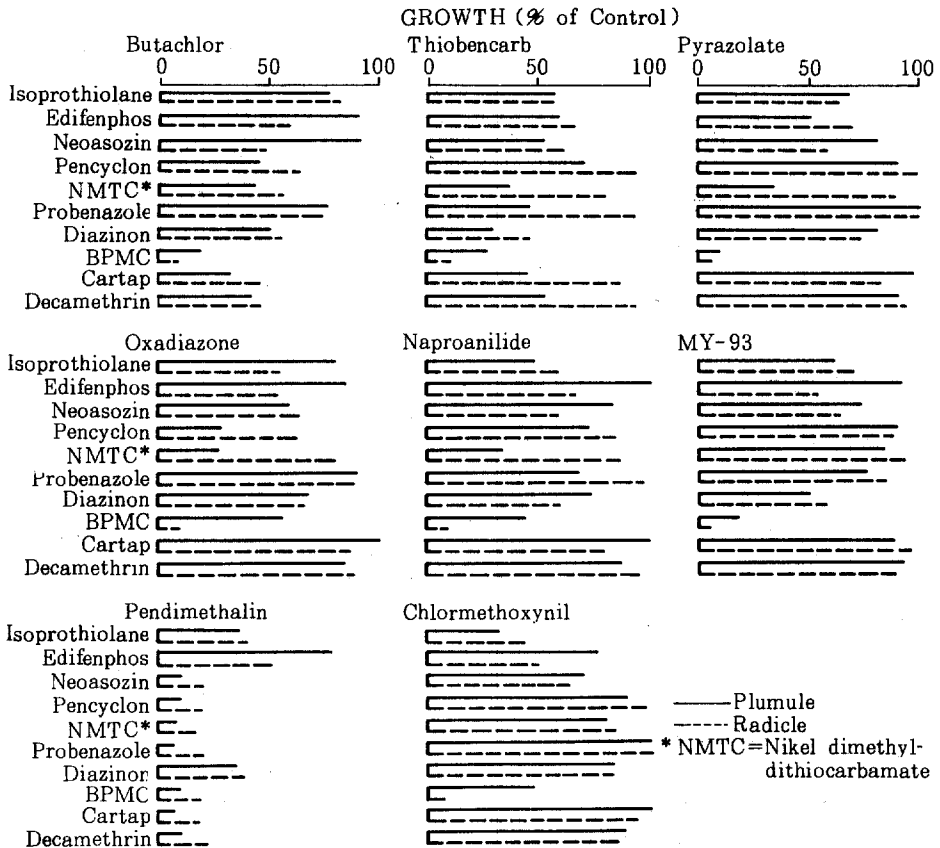 GROWTH (% of Control)
Butachlor Thiobencarb Pyrazolate
0 50 100 0 50 100 0 50 100
Isoprothiolane
Edifenphos
Neoasozin
Pencyclon
NMTC*
Probenazole
Diazinon
BPMC
Cartap
Decamethrin
Oxadiazone Naproanilide MY-93
Isoprothiolane
Edifenphos
Neoasozin
Pencyclon
NMTC*
Probenazole
Diazinon
BPMC
Cartap
Decamethrin
Pendimethalin Chlormethoxynil
Isoprothiolane
Edifenphos
Neoasozin
Pencyclon
NMTC*
Probenazole
Diazinon
BPMC
Cartap
Decamethrin
Plumule
Radicle
* NMTC=Nikel dimethyl-
dithiocarbamate